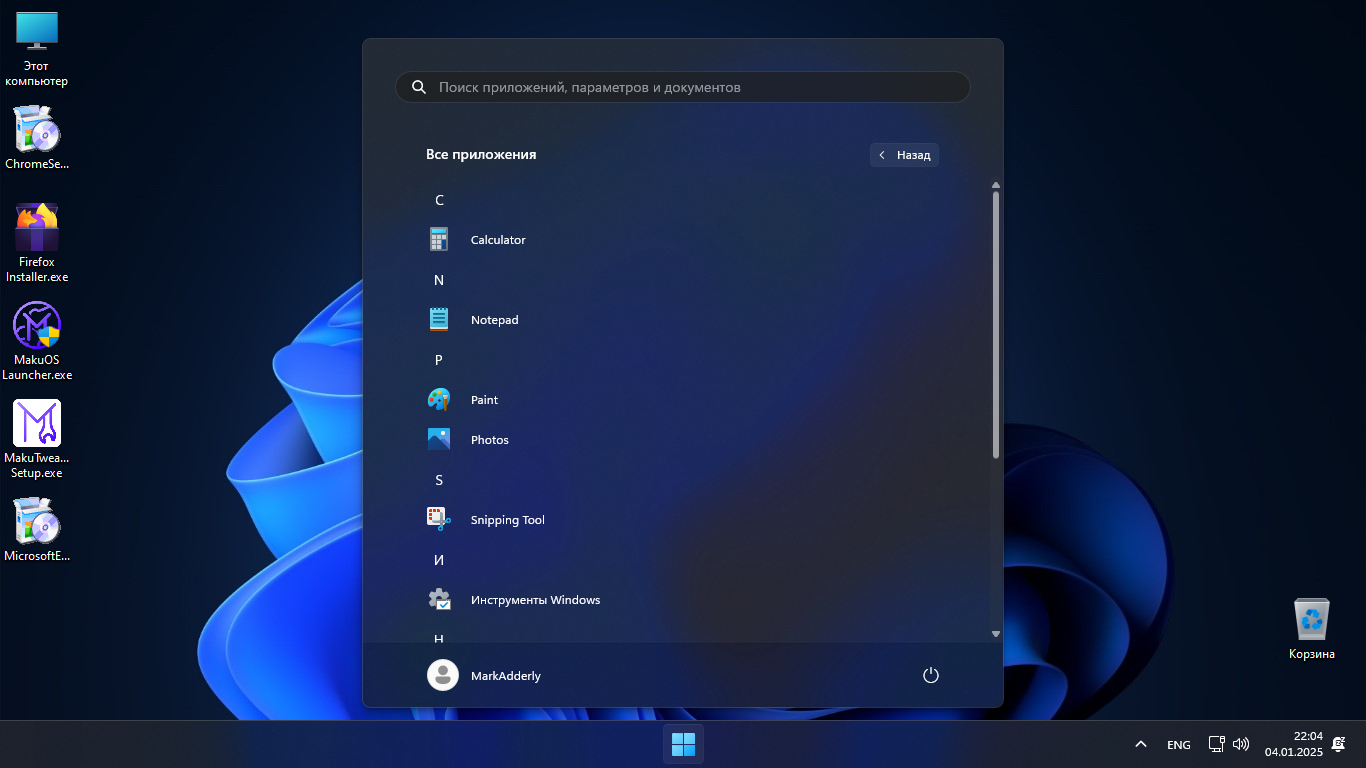 Этот
компьютер
ChromeSe...
Firefox
Installer.exe
MakuOS
Launcher.exe
MakuTwea...
Setup.exe
MicrosoftE...
Поиск приложений, параметров и документов
Все приложения
Назад
C
Calculator
N
Notepad
P
Paint
Photos
S
Snipping Tool
И
Инструменты Windows
Н
MarkAdderly
Корзина
ENG
22:04
04.01.2025